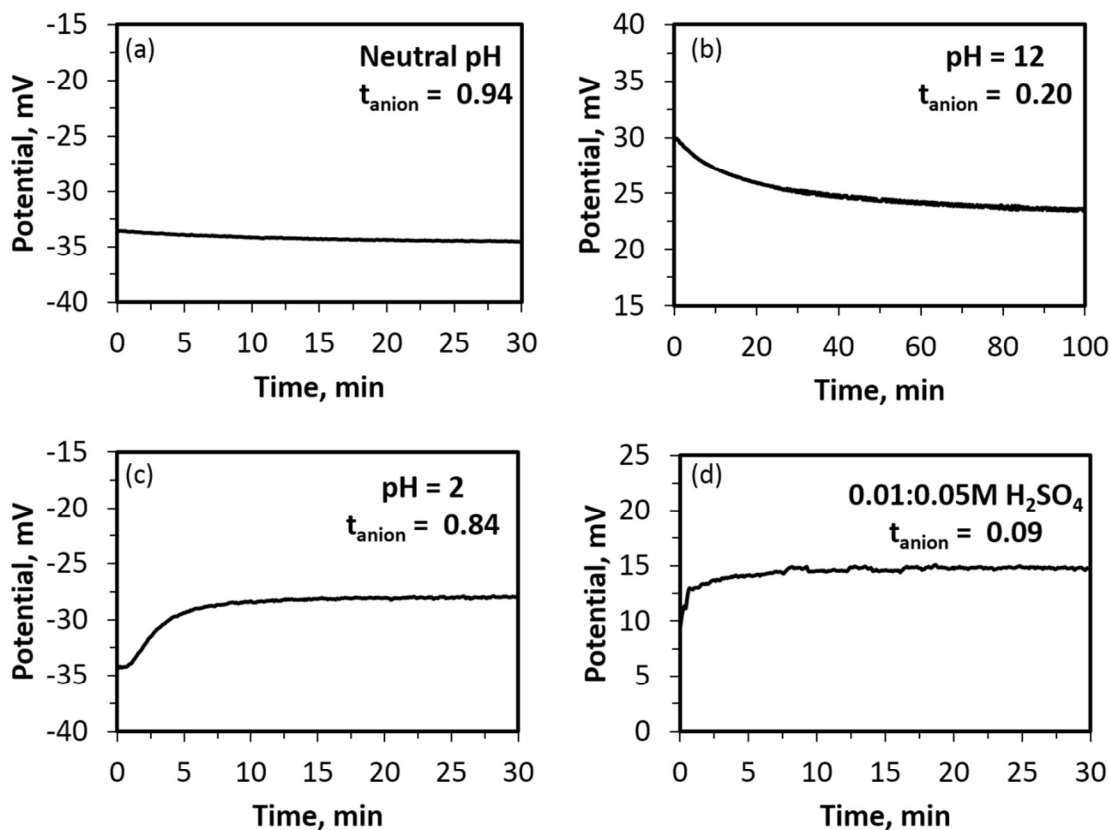 (a)
Neutral pH
t_anion = 0.94
Potential, mV
-15
-20
-25
-30
-35
-40
0 5 10 15 20 25 30
Time, min
(b)
pH = 12
t_anion = 0.20
Potential, mV
40
35
30
25
20
15
0 20 40 60 80 100
Time, min
(c)
pH = 2
t_anion = 0.84
Potential, mV
-15
-20
-25
-30
-35
-40
0 5 10 15 20 25 30
Time, min
(d)
0.01:0.05M H₂SO₄
t_anion = 0.09
Potential, mV
25
20
15
10
5
0
0 5 10 15 20 25 30
Time, min